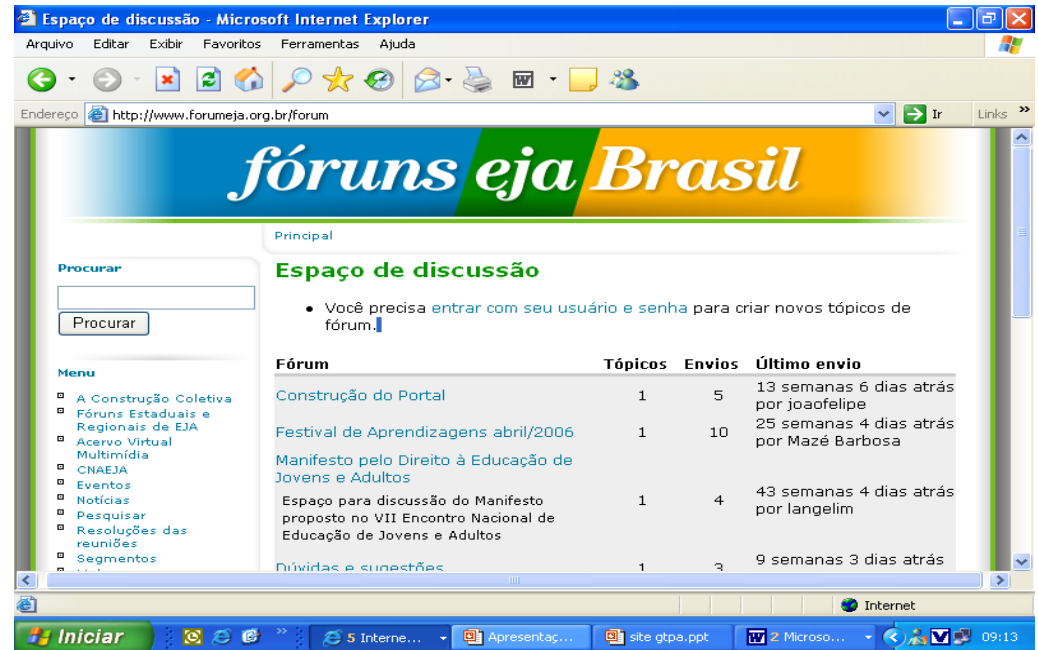 Espaço de discussão - Microsoft Internet Explorer
Arquivo Editar Exibir Favoritos Ferramentas Ajuda
Endereço http://www.forumeja.org.br/forum Ir Links »
fóruns eja Brasil
Principal
Procurar
Procurar
Menu
A Construção Coletiva
Fóruns Estaduais e
Regionais de EJA
Acervo Virtual
Multimídia
CNAEJA
Eventos
Notícias
Pesquisar
Resoluções das
reuniões
Segmentos
Espaço de discussão
Você precisa entrar com seu usuário e senha para criar novos tópicos de
fórum.
Fórum Tópicos Envios Último envio
Construção do Portal 1 5 13 semanas 6 dias atrás
por joaofelipe
Festival de Aprendizagens abril/2006 1 10 25 semanas 4 dias atrás
por Mazé Barbosa
Manifesto pelo Direito à Educação de
Jovens e Adultos
Espaço para discussão do Manifesto
proposto no VII Encontro Nacional de
Educação de Jovens e Adultos
1 4 43 semanas 4 dias atrás
por langelim
Dúvidas e sugestões 1 3 9 semanas 3 dias atrás
Internet
Iniciar » 5 Interne... Apresentaç... site gtpa.ppt 2 Microso... 09:13